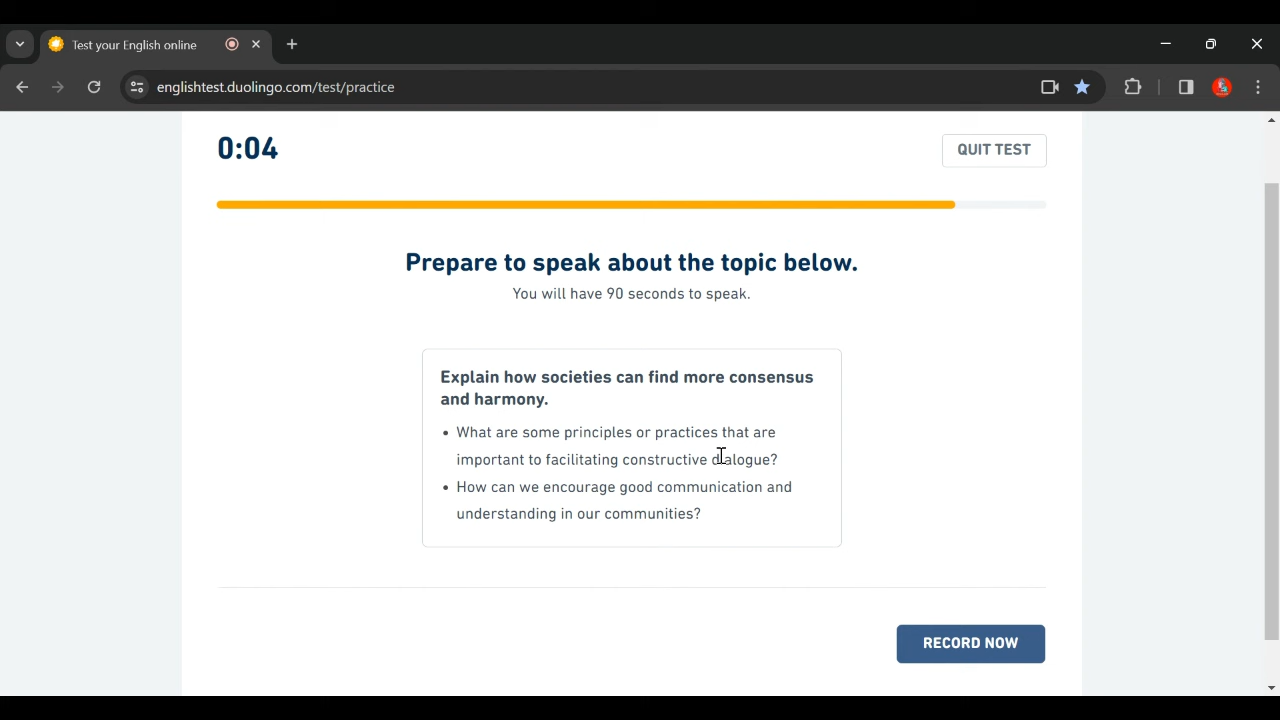 Test your English online
englishtest.duolingo.com/test/practice
0:04
QUIT TEST
Prepare to speak about the topic below.
You will have 90 seconds to speak.
Explain how societies can find more consensus
and harmony.
• What are some principles or practices that are
important to facilitating constructive dialogue?
• How can we encourage good communication and
understanding in our communities?
RECORD NOW